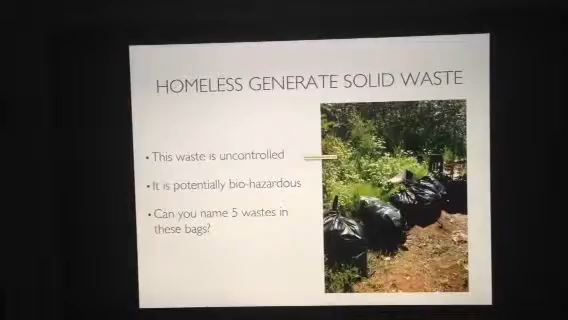 HOMELESS GENERATE SOLID WASTE
• This waste is uncontrolled
• It is potentially bio-hazardous
• Can you name 5 wastes in
these bags?